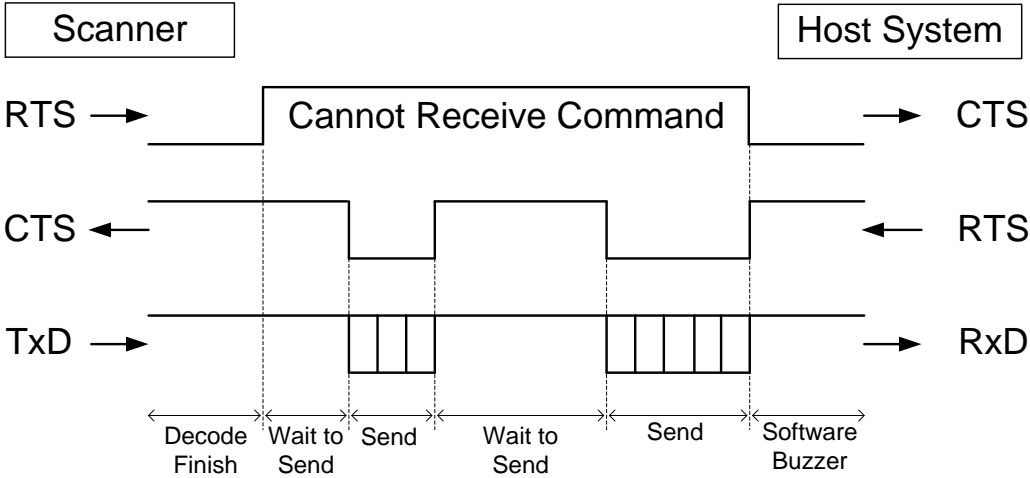 Scanner
Host System
RTS
Cannot Receive Command
CTS
CTS
RTS
TxD
RxD
Decode
Finish
Wait to
Send
Send
Wait to
Send
Send
Software
Buzzer